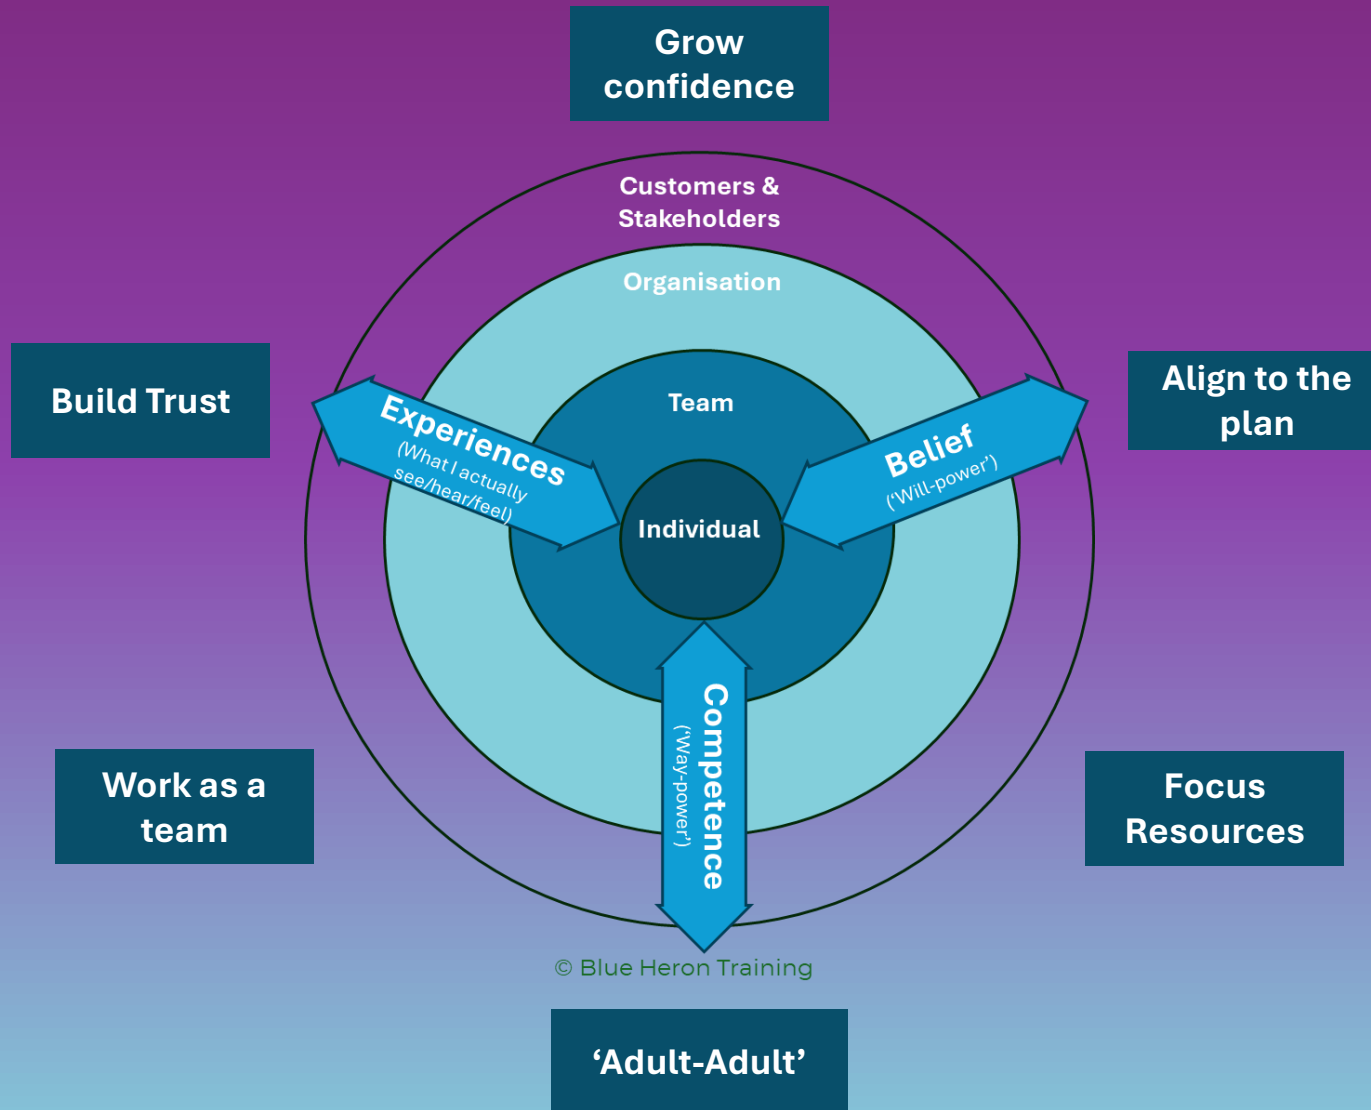 Grow
confidence
Customers &
Stakeholders
Organisation
Build Trust
Align to the
plan
Team
Experiences
(What I actually
see/hear/feel)
Belief
(‘Will-power’)
Individual
Competence
(‘Way-power’)
Work as a
team
Focus
Resources
© Blue Heron Training
‘Adult-Adult’